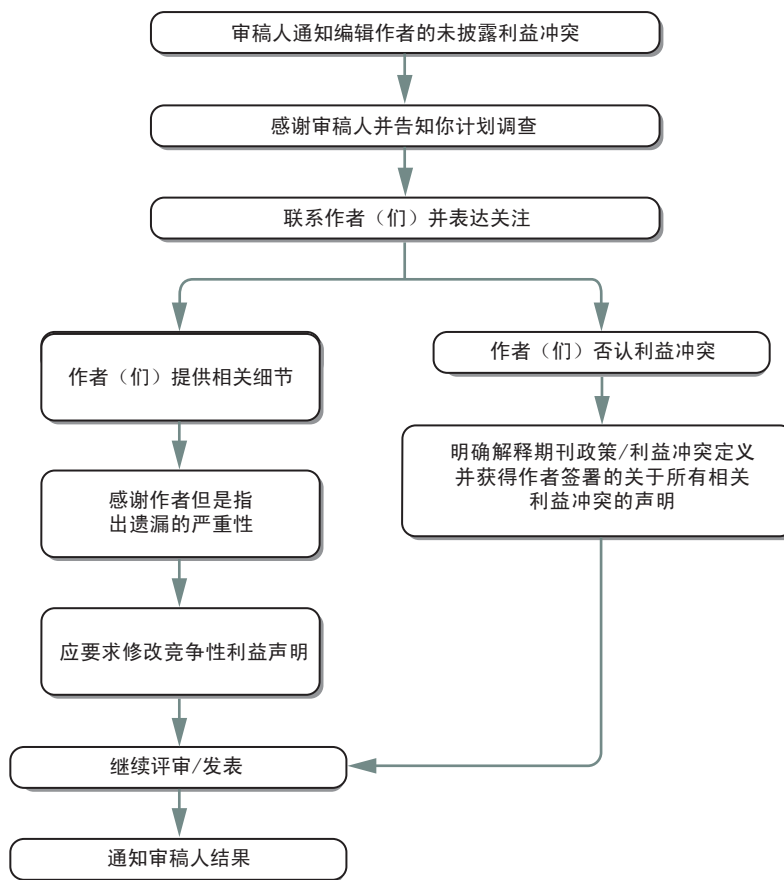 审稿人通知编辑作者的未披露利益冲突
感谢审稿人并告知你计划调查
联系作者（们）并表达关注
作者（们）提供相关细节
作者（们）否认利益冲突
感谢作者但是指
出遗漏的严重性
明确解释期刊政策/利益冲突定义
并获得作者签署的关于所有相关
利益冲突的声明
应要求修改竞争性利益声明
继续评审/发表
通知审稿人结果